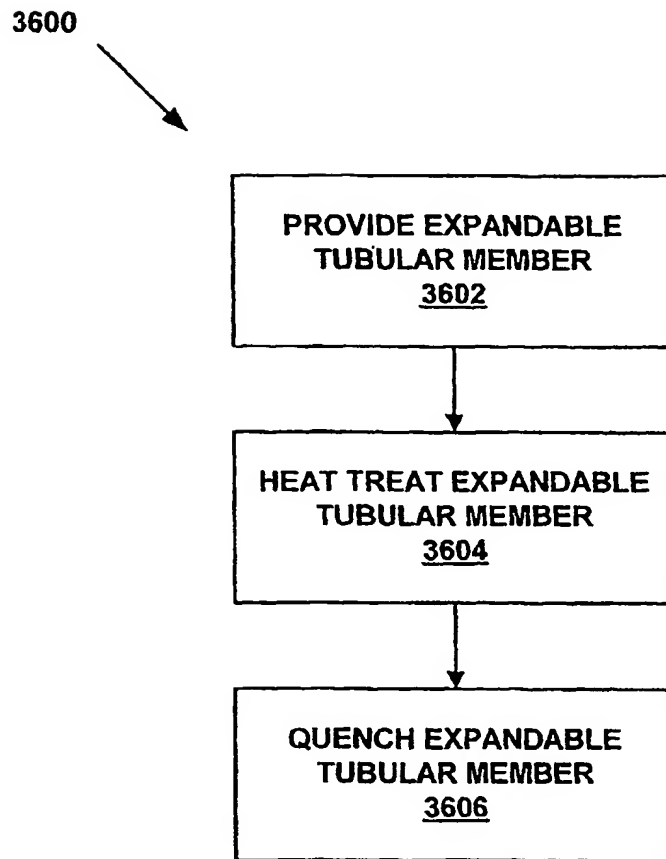 3600
PROVIDE EXPANDABLE
TUBULAR MEMBER
3602
HEAT TREAT EXPANDABLE
TUBULAR MEMBER
3604
QUENCH EXPANDABLE
TUBULAR MEMBER
3606